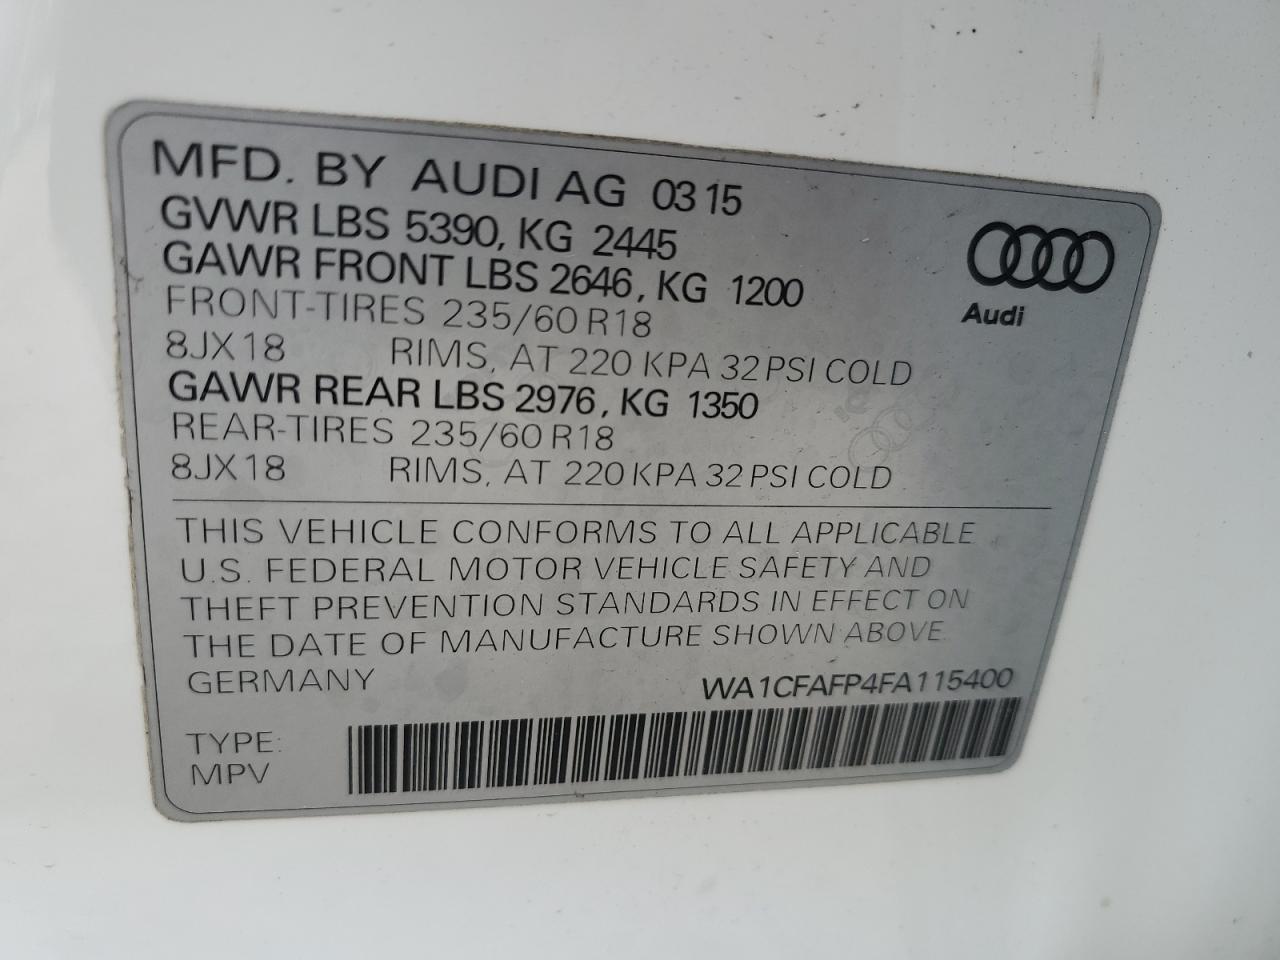 MFD. BY AUDI AG 03 15
GVWR LBS 5390, KG 2445
GAWR FRONT LBS 2646, KG 1200
FRONT-TIRES 235/60 R18
8JX18 RIMS, AT 220 KPA 32 PSI COLD
GAWR REAR LBS 2976, KG 1350
REAR-TIRES 235/60 R18
8JX18 RIMS, AT 220 KPA 32 PSI COLD
Audi
THIS VEHICLE CONFORMS TO ALL APPLICABLE
U.S. FEDERAL MOTOR VEHICLE SAFETY AND
THEFT PREVENTION STANDARDS IN EFFECT ON
THE DATE OF MANUFACTURE SHOWN ABOVE.
GERMANY WA1CFAFP4FA115400
TYPE:
MPV